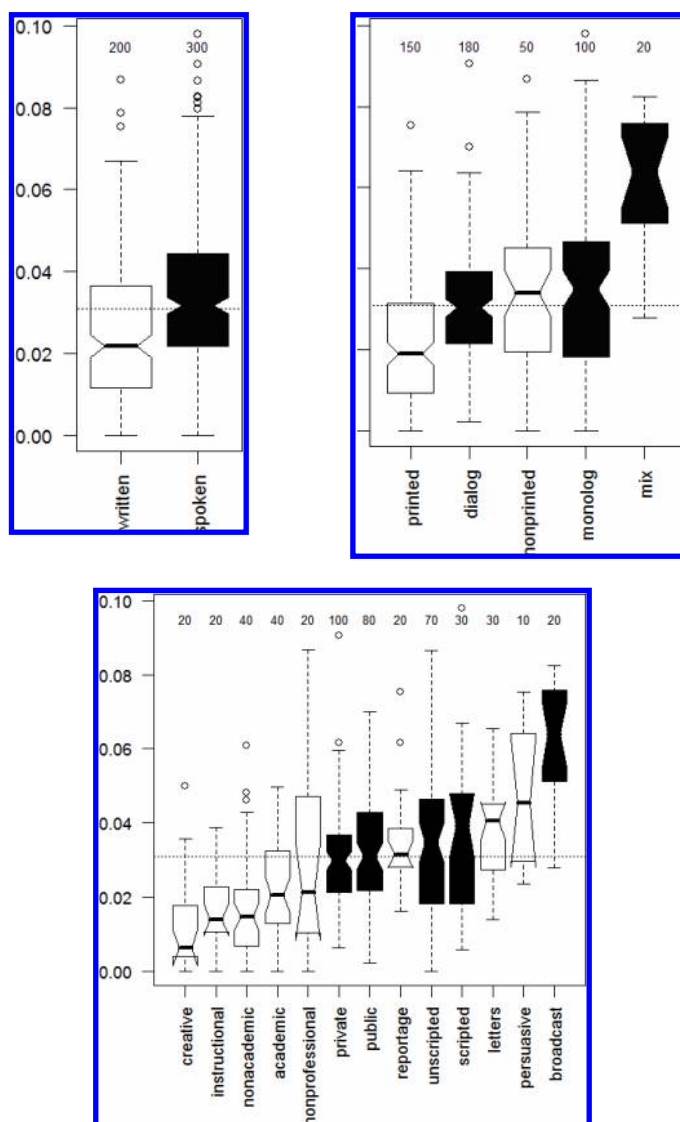 0.10
0.08
0.06
0.04
0.02
0.00
200 300
written
spoken
150 180 50 100 20
printed
dialog
nonprinted
monolog
mix
0.10
0.08
0.06
0.04
0.02
0.00
20 20 40 40 20 100 80 20 70 30 30 10 20
creative
instructional
nonacademic
academic
nonprofessional
private
public
reportage
unscripted
scripted
letters
persuasive
broadcast